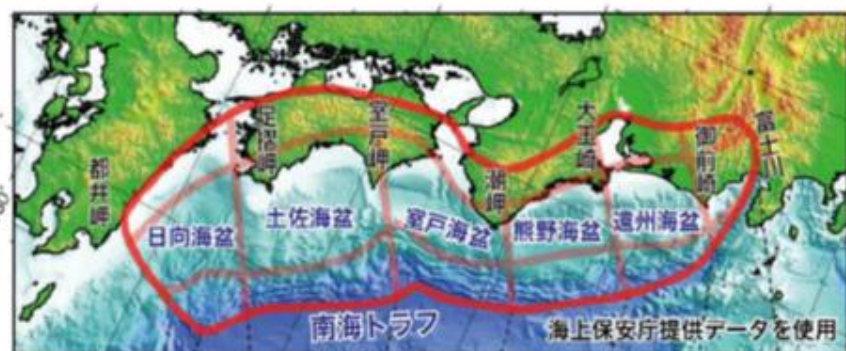 都井岬
足摺岬
室戸岬
潮岬
大王崎
御前崎
富士川
日向海盆
土佐海盆
室戸海盆
熊野海盆
遠州海盆
南海トラフ
海上保安庁提供データを使用